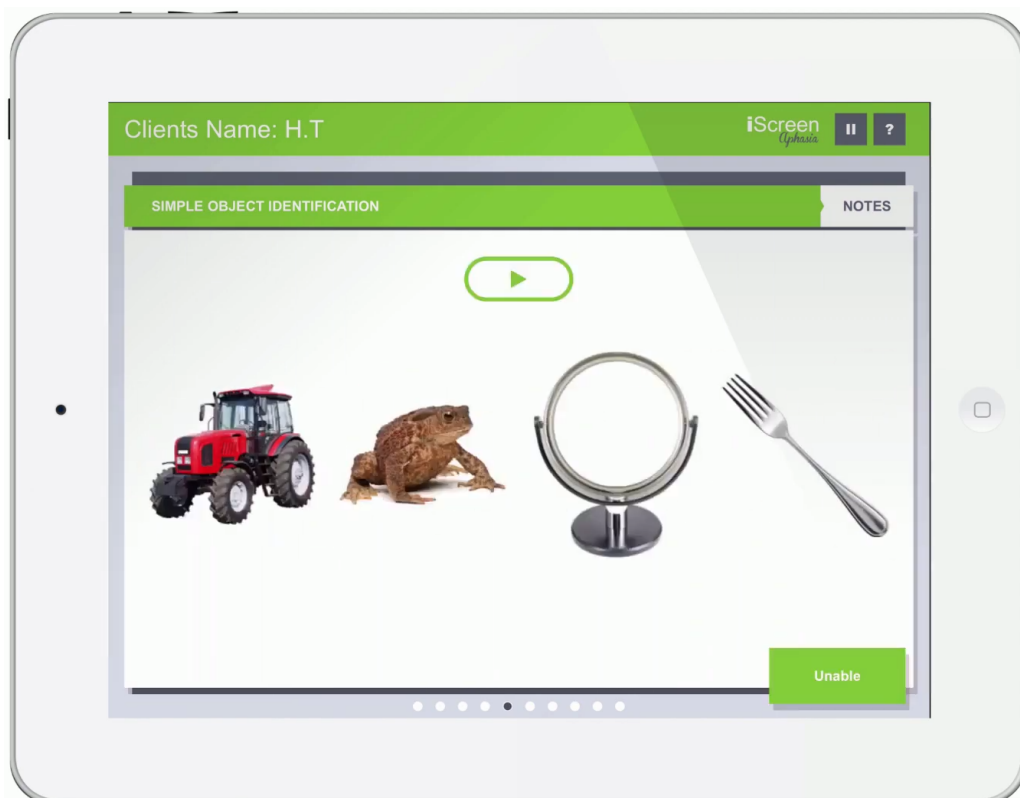 Clients Name: H.T
iScreen
Aphasia
?
SIMPLE OBJECT IDENTIFICATION
NOTES
Unable